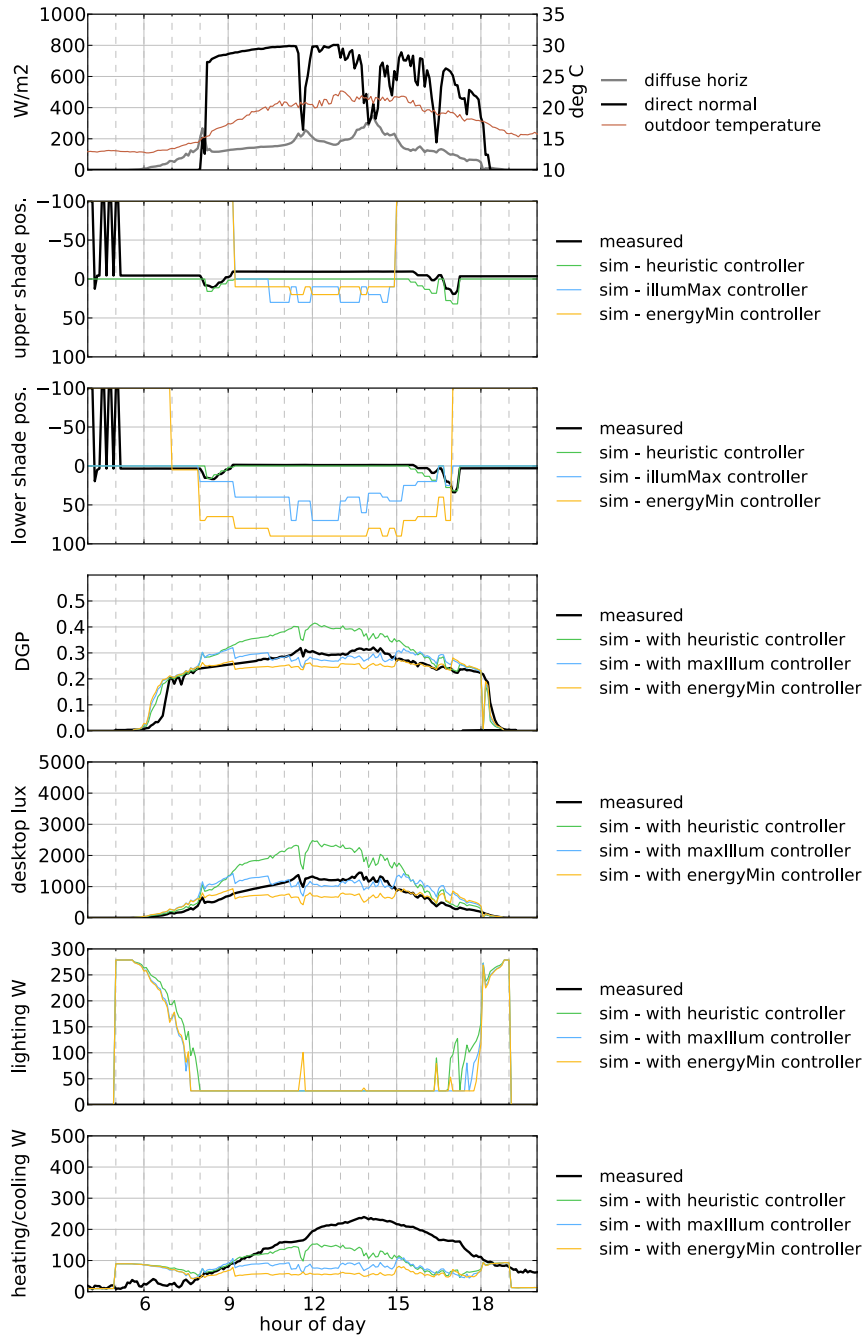 1000
800
600
400
200
0
W/m2
35
30
25
20
15
10
deg C
diffuse horiz
direct normal
outdoor temperature
−100
−50
0
50
100
upper shade pos.
measured
sim - heuristic controller
sim - illumMax controller
sim - energyMin controller
−100
−50
0
50
100
lower shade pos.
measured
sim - heuristic controller
sim - illumMax controller
sim - energyMin controller
0.5
0.4
0.3
0.2
0.1
0.0
DGP
measured
sim - with heuristic controller
sim - with maxIllum controller
sim - with energyMin controller
5000
4000
3000
2000
1000
0
desktop lux
measured
sim - with heuristic controller
sim - with maxIllum controller
sim - with energyMin controller
300
250
200
150
100
50
0
lighting W
measured
sim - with heuristic controller
sim - with maxIllum controller
sim - with energyMin controller
500
400
300
200
100
0
heating/cooling W
measured
sim - with heuristic controller
sim - with maxIllum controller
sim - with energyMin controller
6 9 12 15 18
hour of day